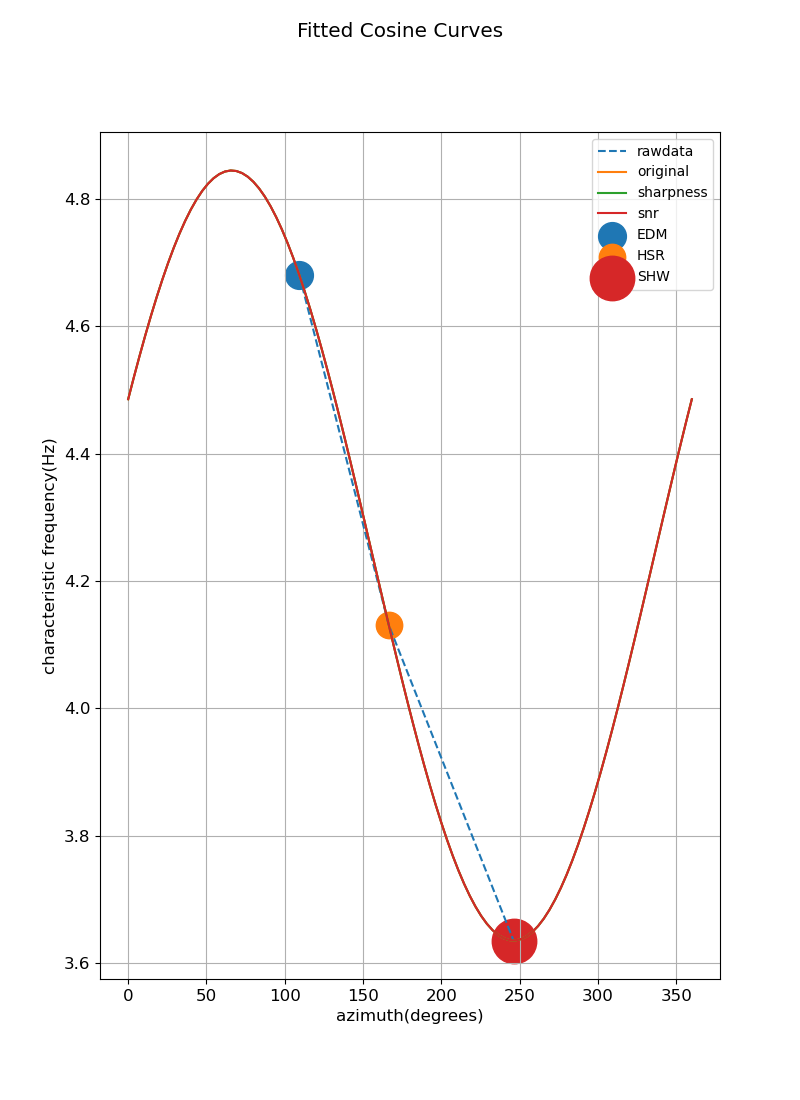 Fitted Cosine Curves
rawdata
original
sharpness
snr
EDM
HSR
SHW
4.8
4.6
4.4
4.2
4.0
3.8
3.6
characteristic frequency(Hz)
0 50 100 150 200 250 300 350
azimuth(degrees)